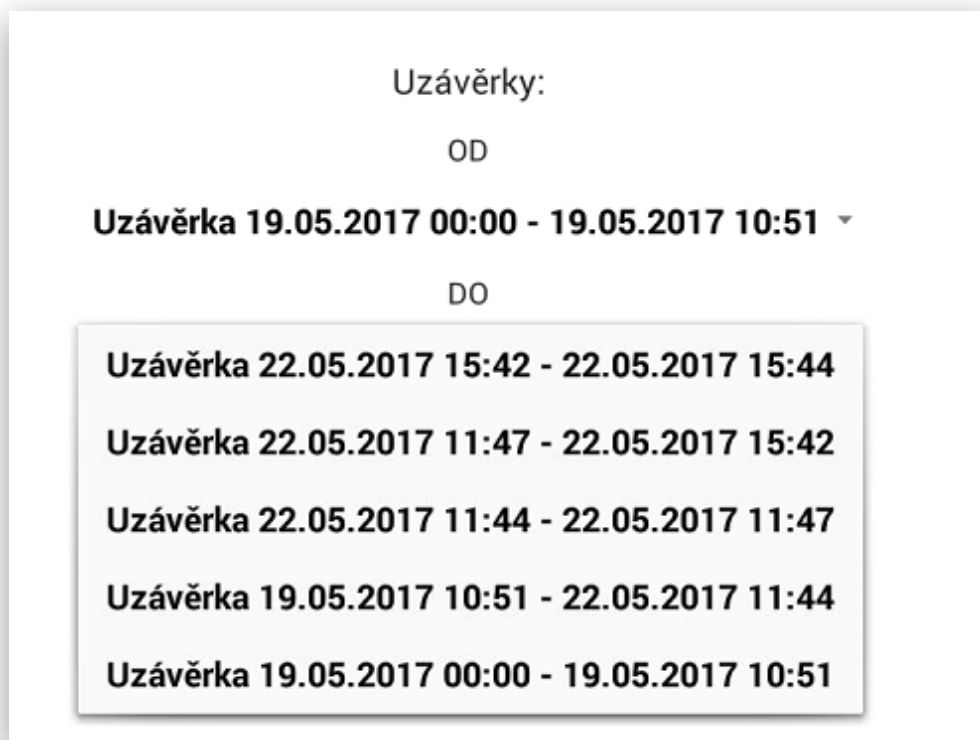 Uzávěrky:
OD
Uzávěrka 19.05.2017 00:00 - 19.05.2017 10:51
DO
Uzávěrka 22.05.2017 15:42 - 22.05.2017 15:44
Uzávěrka 22.05.2017 11:47 - 22.05.2017 15:42
Uzávěrka 22.05.2017 11:44 - 22.05.2017 11:47
Uzávěrka 19.05.2017 10:51 - 22.05.2017 11:44
Uzávěrka 19.05.2017 00:00 - 19.05.2017 10:51